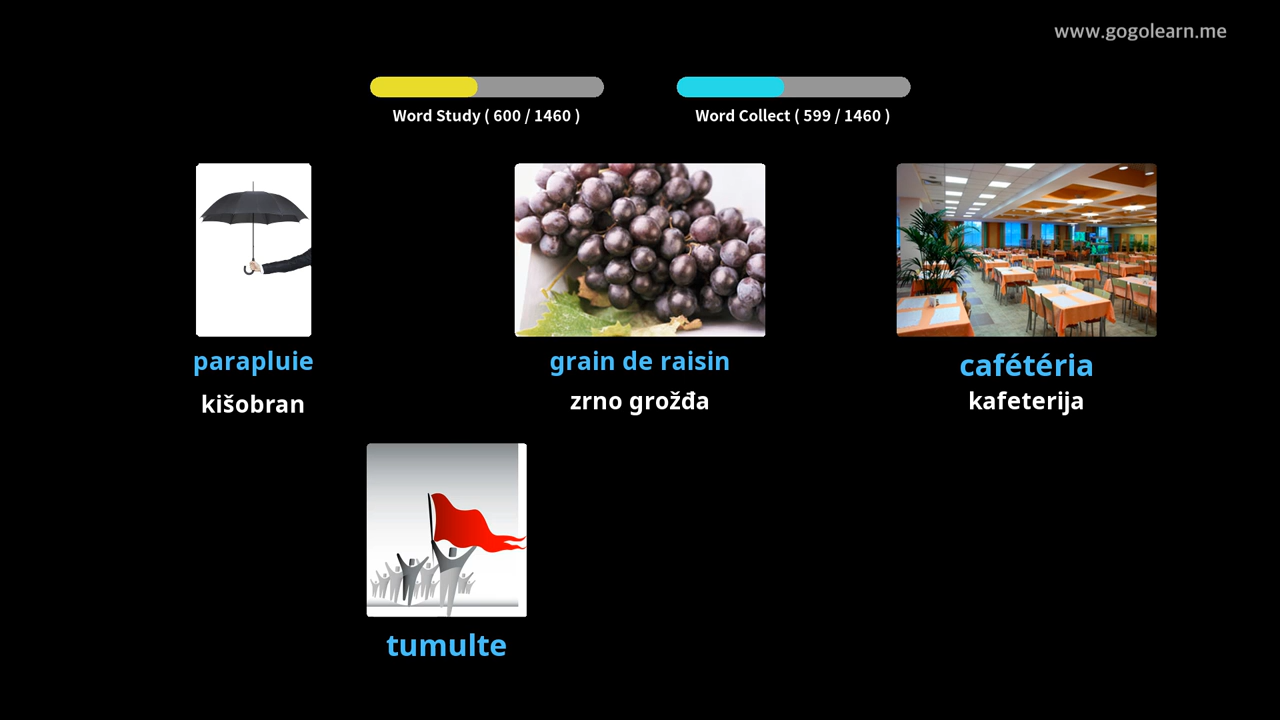 www.gogolearn.me
Word Study ( 600 / 1460 )
Word Collect ( 599 / 1460 )
parapluie
kišobran
grain de raisin
zrno grožđa
cafétéria
kafeterija
tumulte